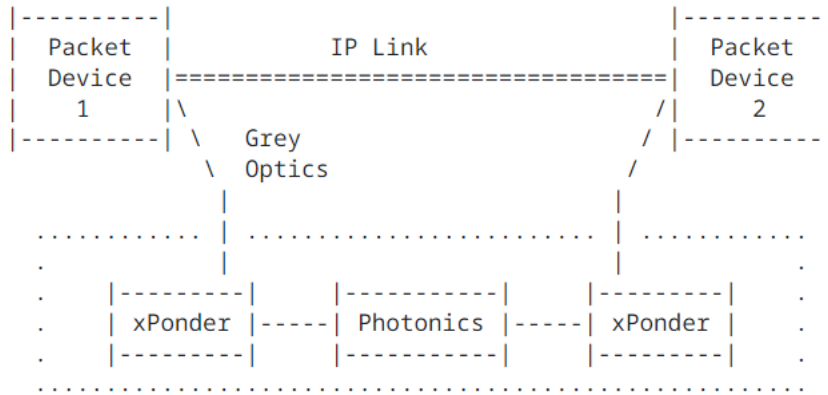 Packet IP Link Packet
Device Device
1 2
Grey
Optics
xPonder Photonics xPonder